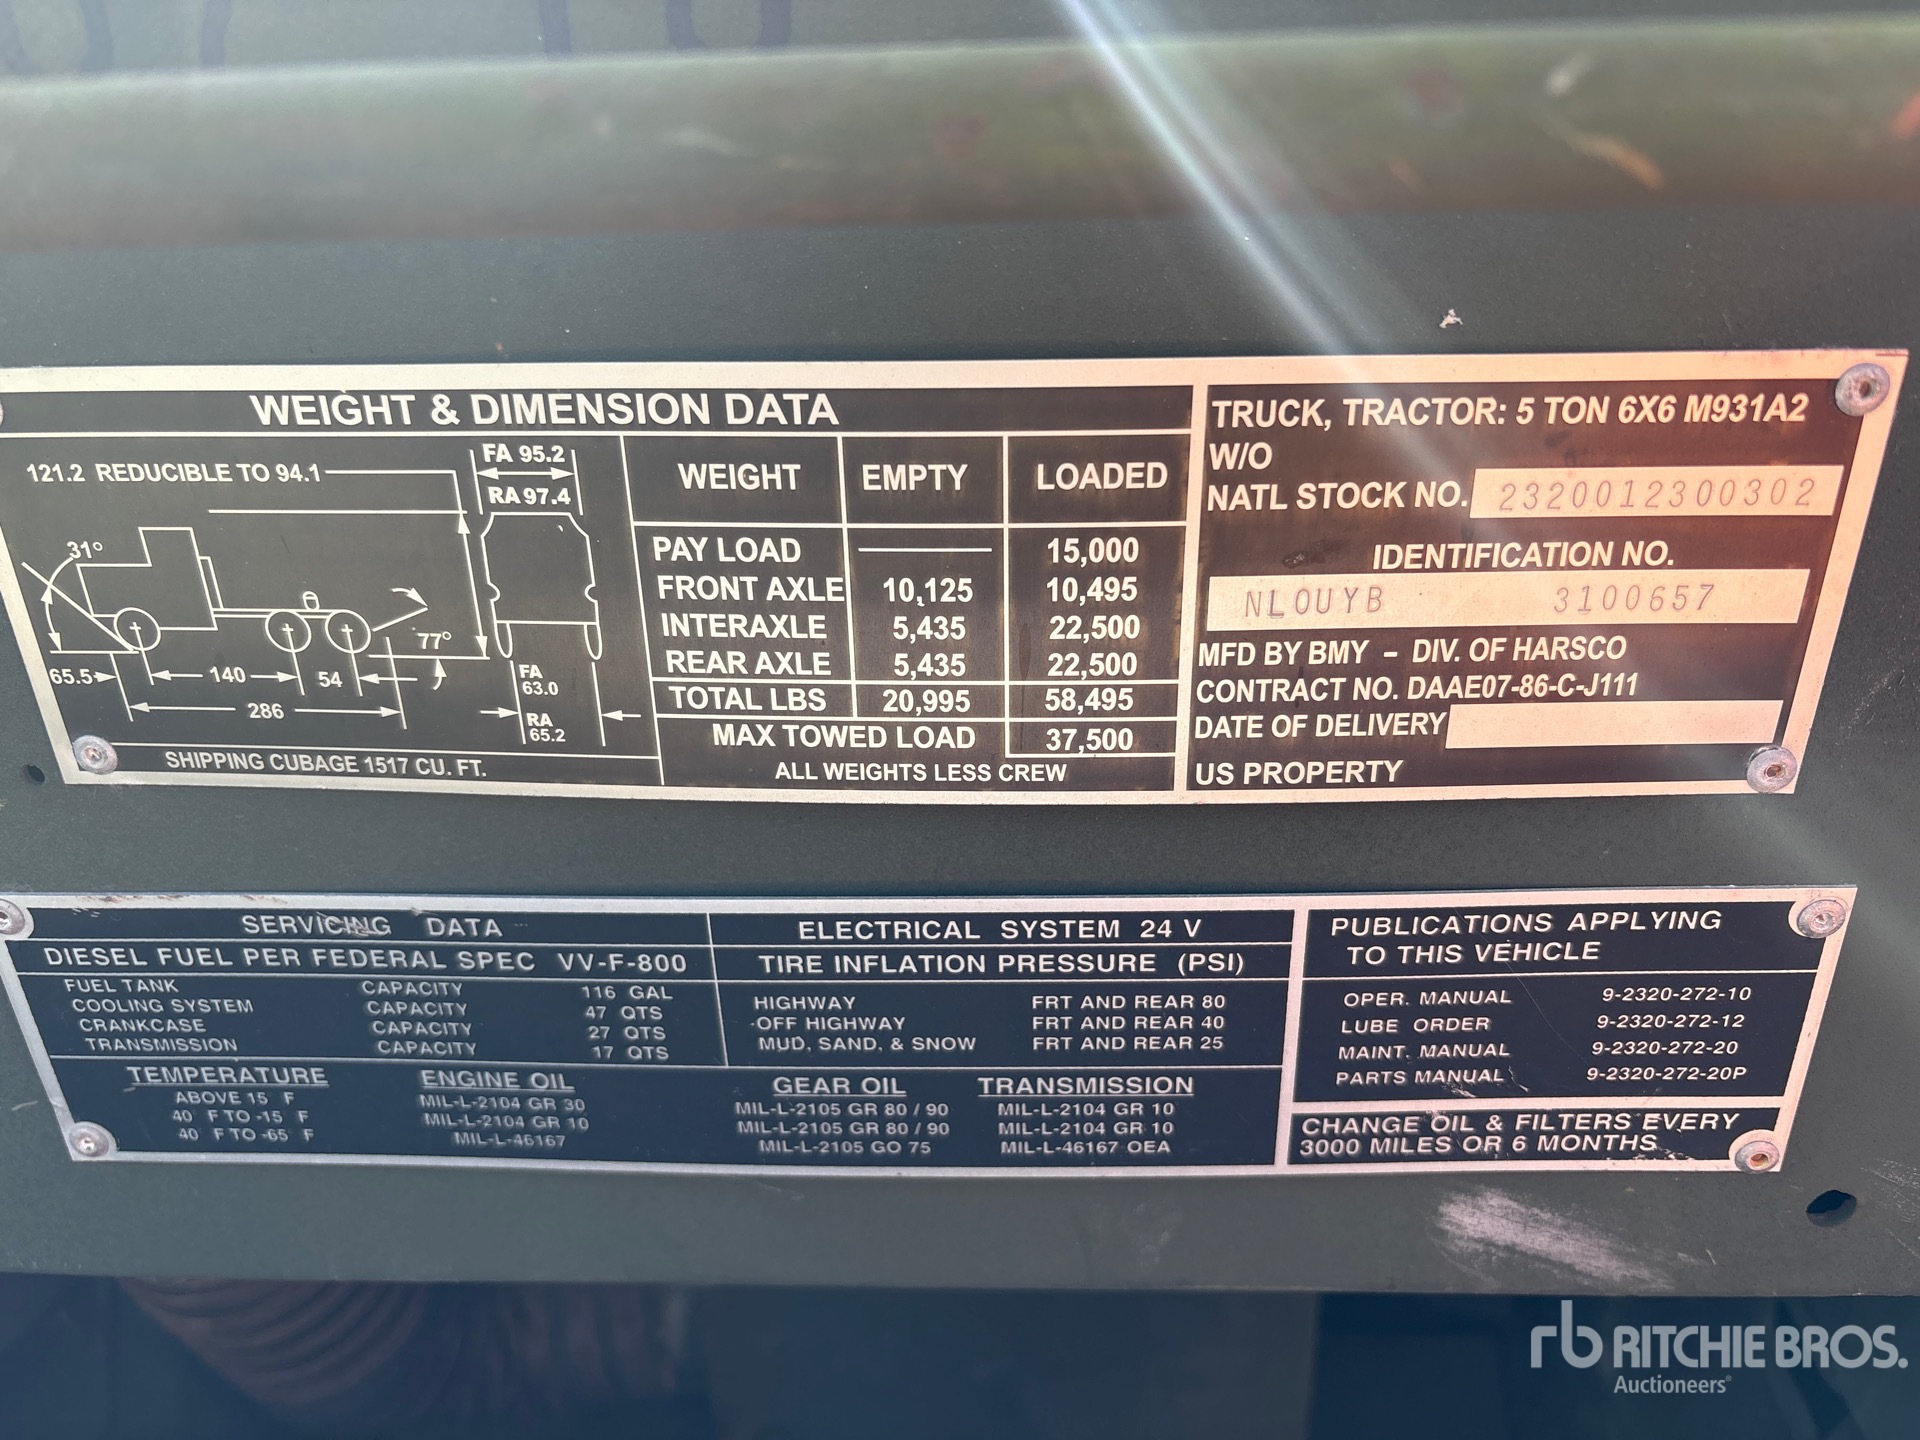 WEIGHT & DIMENSION DATA
121.2 REDUCIBLE TO 94.1
FA 95.2
RA 97.4
31°
77°
65.5
140
54
286
FA
63.0
RA
65.2
SHIPPING CUBAGE 1517 CU. FT.
WEIGHT EMPTY LOADED
PAY LOAD 15,000
FRONT AXLE 10,125 10,495
INTERAXLE 5,435 22,500
REAR AXLE 5,435 22,500
TOTAL LBS 20,995 58,495
MAX TOWED LOAD 37,500
ALL WEIGHTS LESS CREW
TRUCK, TRACTOR: 5 TON 6X6 M931A2
W/O
NATL STOCK NO. 2320012300302
IDENTIFICATION NO.
NL0UYB 3100657
MFD BY BMY – DIV. OF HARSCO
CONTRACT NO. DAAE07-86-C-J111
DATE OF DELIVERY
US PROPERTY
SERVICING DATA
DIESEL FUEL PER FEDERAL SPEC VV-F-800
FUEL TANK CAPACITY 116 GAL
COOLING SYSTEM CAPACITY 47 QTS
CRANKCASE CAPACITY 27 QTS
TRANSMISSION CAPACITY 17 QTS
ELECTRICAL SYSTEM 24 V
TIRE INFLATION PRESSURE (PSI)
HIGHWAY FRT AND REAR 80
OFF HIGHWAY FRT AND REAR 40
MUD, SAND, & SNOW FRT AND REAR 25
TEMPERATURE ENGINE OIL GEAR OIL TRANSMISSION
ABOVE 15 F MIL-L-2104 GR 30 MIL-L-2105 GR 80 / 90 MIL-L-2104 GR 10
40° F TO -15 F MIL-L-2104 GR 10 MIL-L-2105 GR 80 / 90 MIL-L-2104 GR 10
40° F TO -65 F MIL-L-46167 MIL-L-2105 GO 75 MIL-L-46167 OEA
PUBLICATIONS APPLYING
TO THIS VEHICLE
OPER. MANUAL 9-2320-272-10
LUBE ORDER 9-2320-272-12
MAINT. MANUAL 9-2320-272-20
PARTS MANUAL 9-2320-272-20P
CHANGE OIL & FILTERS EVERY
3000 MILES OR 6 MONTHS
rb RITCHIE BROS.
Auctioneers®